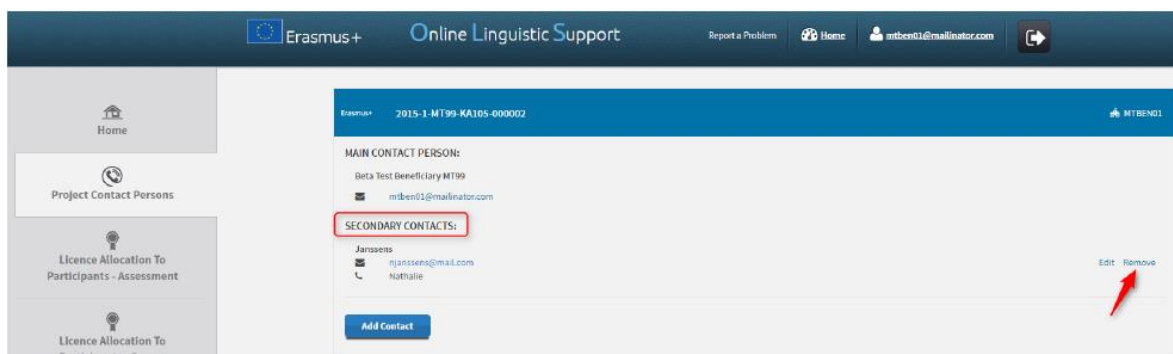 Erasmus+ Online Linguistic Support Report a Problem Home mtben01@mailinator.com
Home
Project Contact Persons
Licence Allocation To
Participants - Assessment
Licence Allocation To
Erasmus+ 2015-1-MT99-KA105-000002 MTBEN01
MAIN CONTACT PERSON:
Beta Test Beneficiary MT99
mtben01@mailinator.com
SECONDARY CONTACTS:
Janssens
njanssens@mail.com
Nathalie
Edit Remove
Add Contact